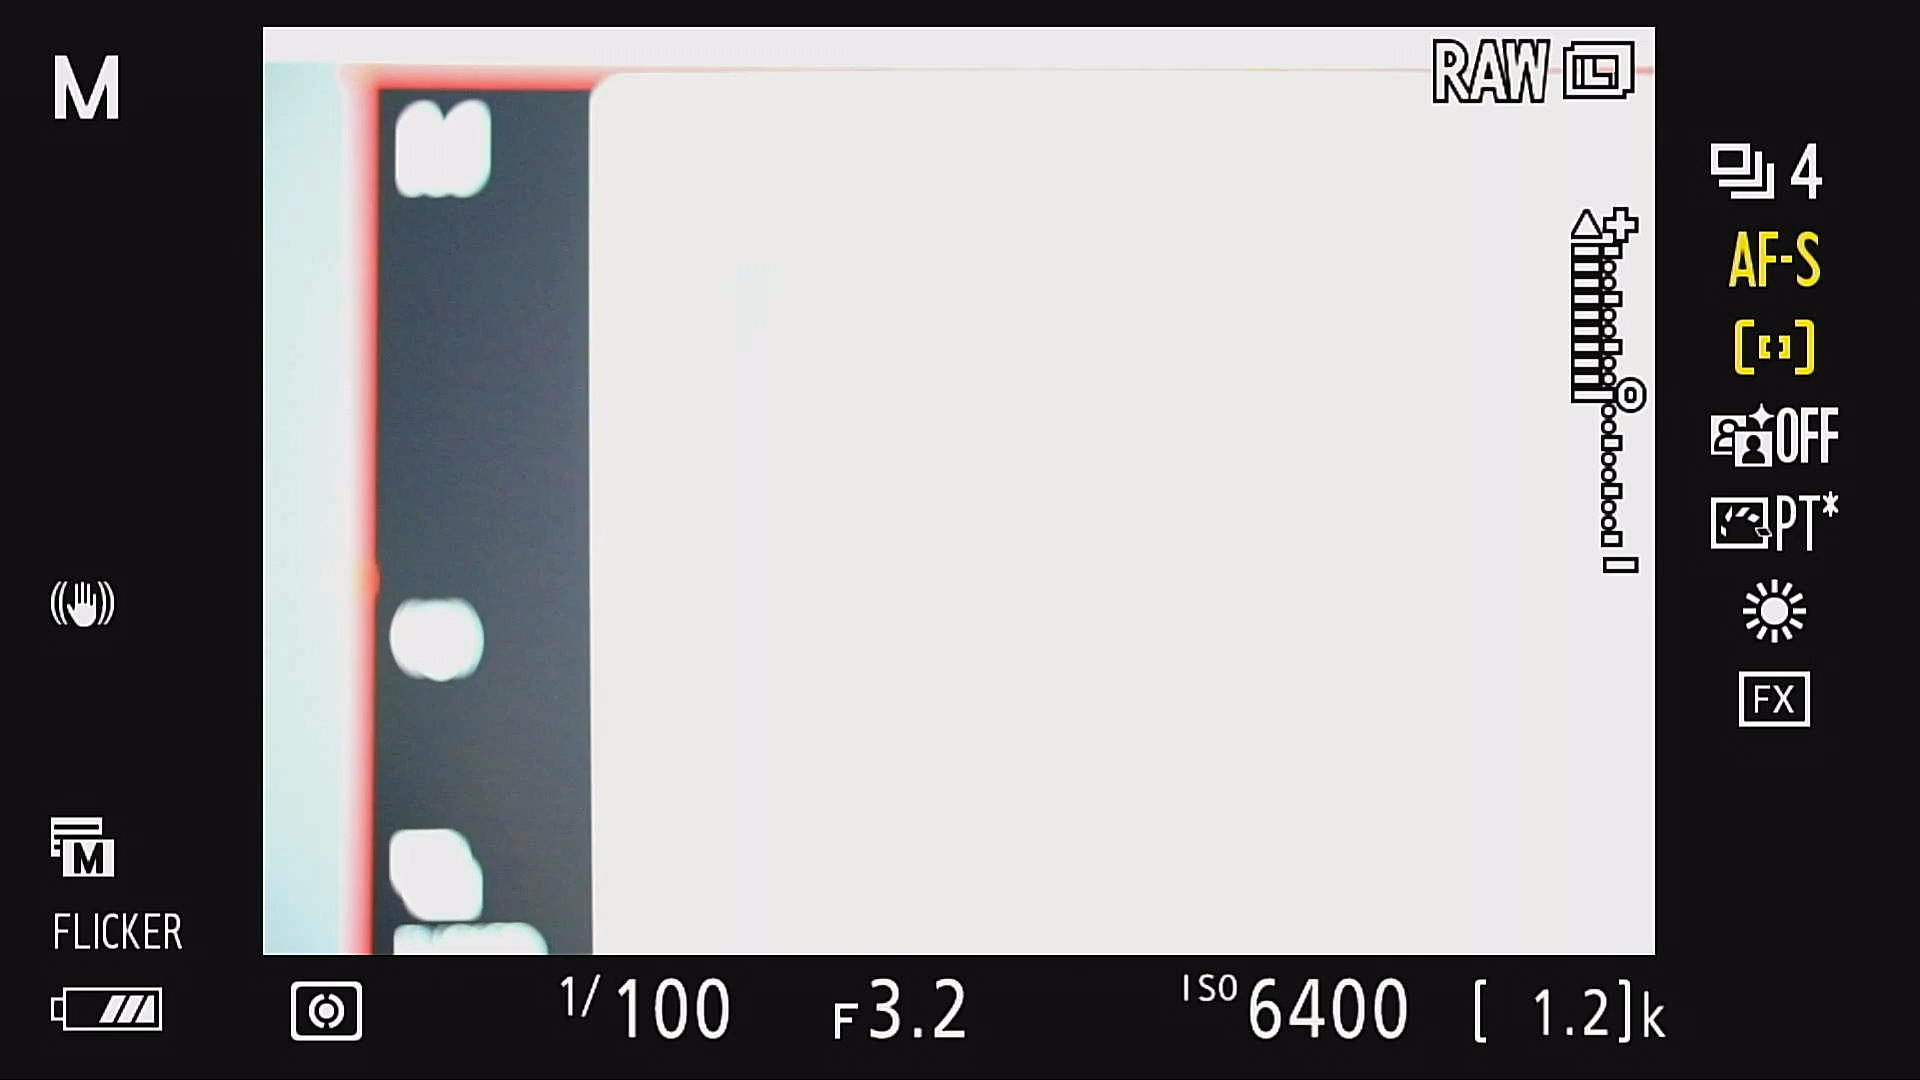 M
RAW L
4
AF-S
OFF
PT*
M
FLICKER
FX
1/100 F3.2 ISO 6400 [ 1.2]k